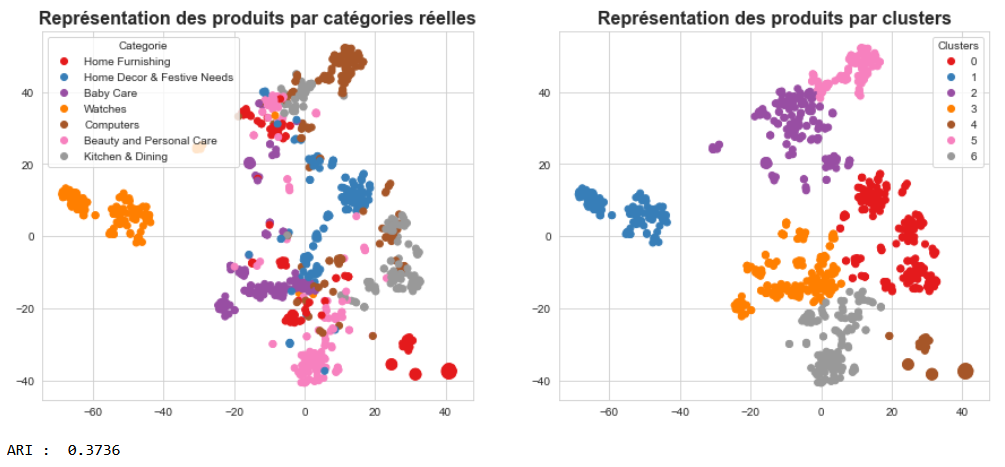 Représentation des produits par catégories réelles
Categorie
Home Furnishing
Home Decor & Festive Needs
Baby Care
Watches
Computers
Beauty and Personal Care
Kitchen & Dining
40
20
0
−20
−40
−60
−40
−20
0
20
40
Représentation des produits par clusters
Clusters
0
1
2
3
4
5
6
40
20
0
−20
−40
−60
−40
−20
0
20
40
ARI :  0.3736